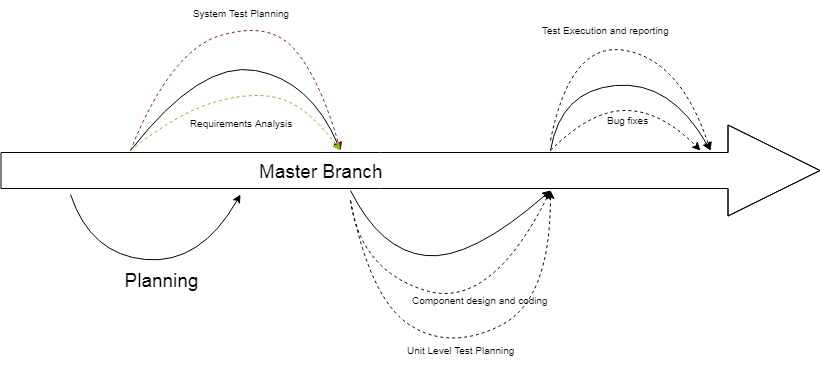 System Test Planning
Test Execution and reporting
Requirements Analysis
Bug fixes
Master Branch
Planning
Component design and coding
Unit Level Test Planning